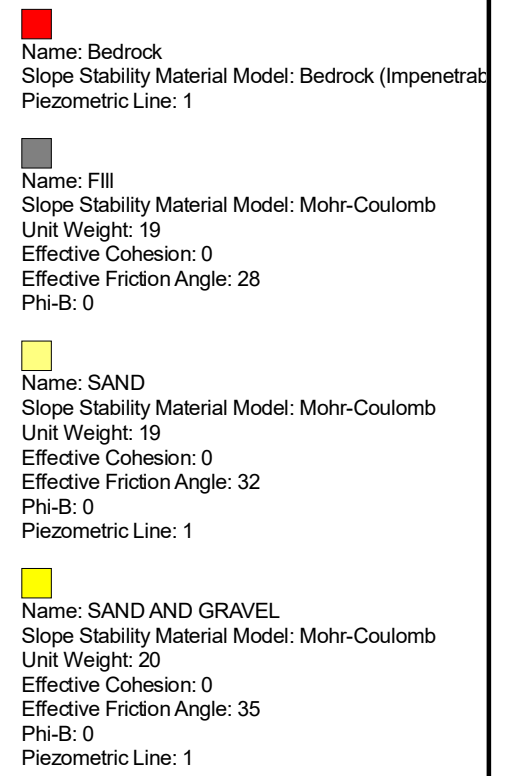 Name: Bedrock
Slope Stability Material Model: Bedrock (Impenetrab
Piezometric Line: 1
Name: FIll
Slope Stability Material Model: Mohr-Coulomb
Unit Weight: 19
Effective Cohesion: 0
Effective Friction Angle: 28
Phi-B: 0
Name: SAND
Slope Stability Material Model: Mohr-Coulomb
Unit Weight: 19
Effective Cohesion: 0
Effective Friction Angle: 32
Phi-B: 0
Piezometric Line: 1
Name: SAND AND GRAVEL
Slope Stability Material Model: Mohr-Coulomb
Unit Weight: 20
Effective Cohesion: 0
Effective Friction Angle: 35
Phi-B: 0
Piezometric Line: 1